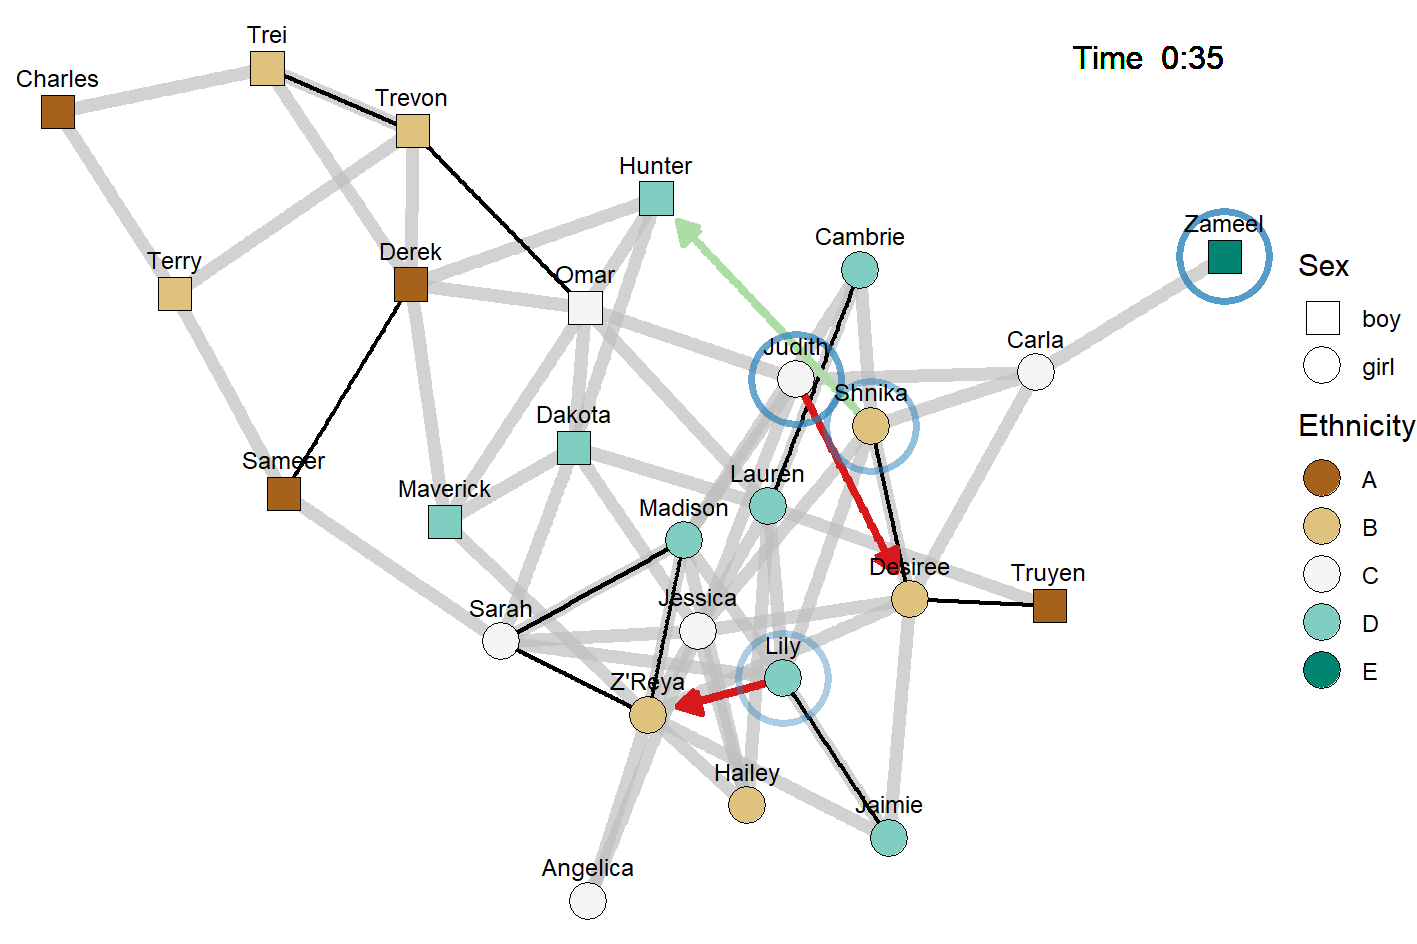 Trei
Time 0:35
Charles
Trevon
Hunter
Zameel
Cambrie
Derek
Terry
Omar
Sex
boy
girl
Carla
Judith
Shnika
Dakota
Ethnicity
A
B
C
D
E
Sameer
Maverick
Lauren
Madison
Desiree
Truyen
Jessica
Sarah
Lily
Z'Reya
Hailey
Jaimie
Angelica